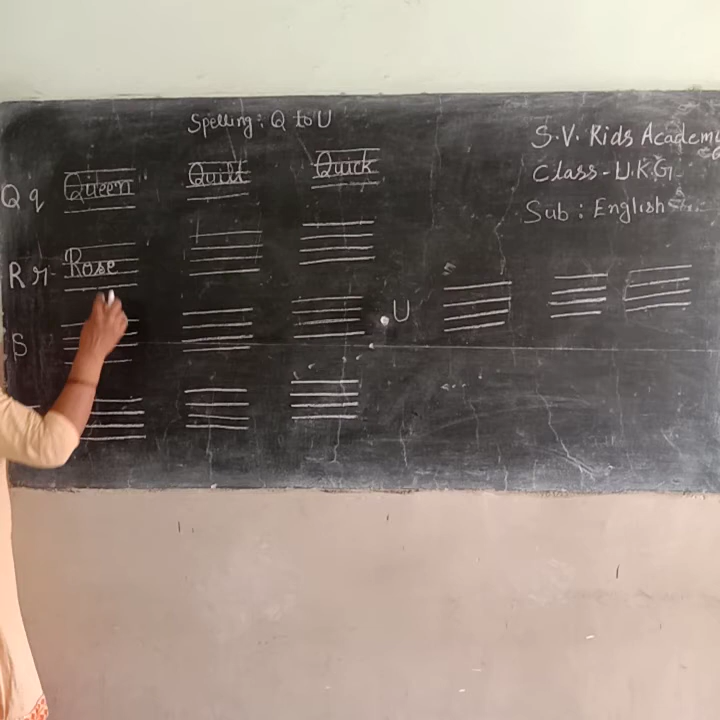 Spelling: Q to U
S.V. Kids Academy
Class - U.K.G
Sub : English
Q q Queen Quilt Quick
R r Rose
S
U